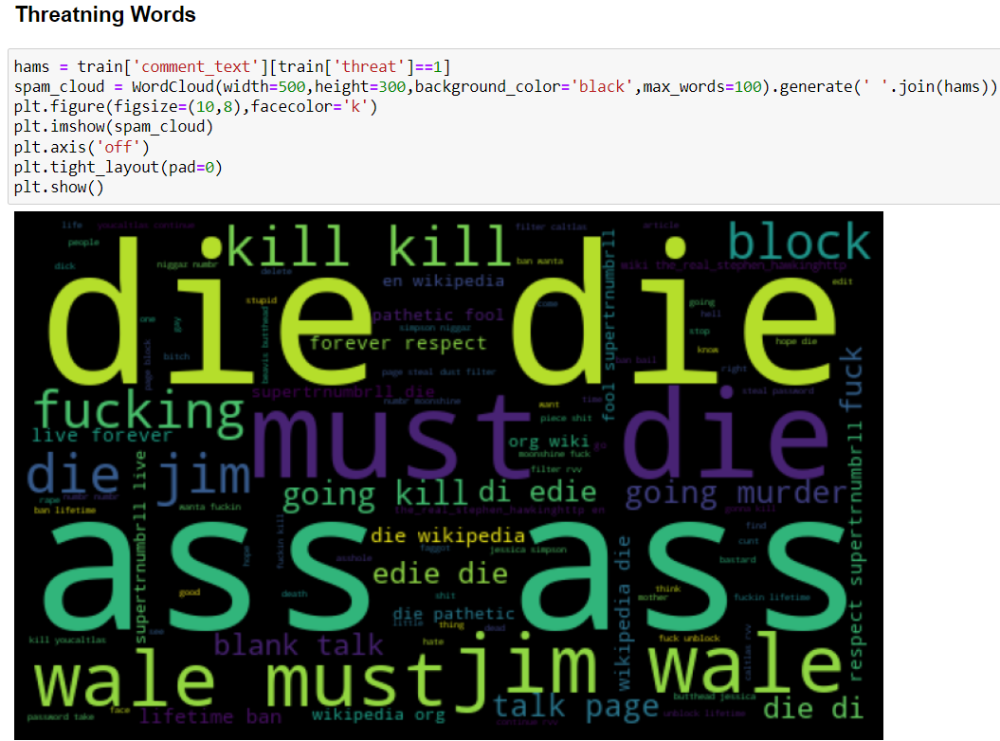 Threatning Words
hams = train['comment_text'][train['threat']==1]
spam_cloud = WordCloud(width=500,height=300,background_color='black',max_words=100).generate(' '.join(hams))
plt.figure(figsize=(10,8),facecolor='k')
plt.imshow(spam_cloud)
plt.axis('off')
plt.tight_layout(pad=0)
plt.show()
life
youcaltlas continue
filter caltlas
article
people
kill kill
block
dick
niggaz numbr
delete
ban wanta
wiki the_real_stephen_hawkinghttp
die die
en wikipedia
edit
stupid
pathetic fool
come
going
hell
one
gay
simpson niggaz
forever respect
stop
hope die
know
bitch
page block
beavis butthead
page steal dust filter
ban bail
right
fool supertrnumbrll
fuck
supertrnumbrll die
numbr moonshine
time
steal password
fucking
must die
want
piece shit
live forever
org wiki
go
moonshine fuck
die jim
filter rvv
going kill
di edie
going murder
rape
numbr numbr
ban lifetime
wanta fuckin
the_real_stephen_hawkinghttp en
gonna kill
supertrnumbrll live
ass ass
die wikipedia
find
hope
fuckin kill
faggot
jessica simpson
cunt
asshole
bastard
edie die
wikipedia die
respect supertrnumbrll
good
death
shit
think
mother
fuckin lifetime
die pathetic
see
little
thing
dead
kill youcaltlas
blank talk
hate
fuck unblock
caltlas rvv
wale must
jim wale
butthead jessica
face
talk page
die di
password take
lifetime ban
wikipedia org
continue rvv
unblock lifetime